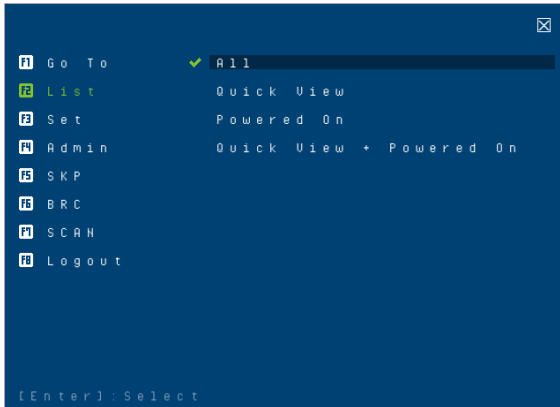 F1 Go To ✓ All
F2 List Quick View
F3 Set Powered On
F4 Admin Quick View + Powered On
F5 SKP
F6 BRC
F7 SCAN
F8 Logout
[Enter]:Select